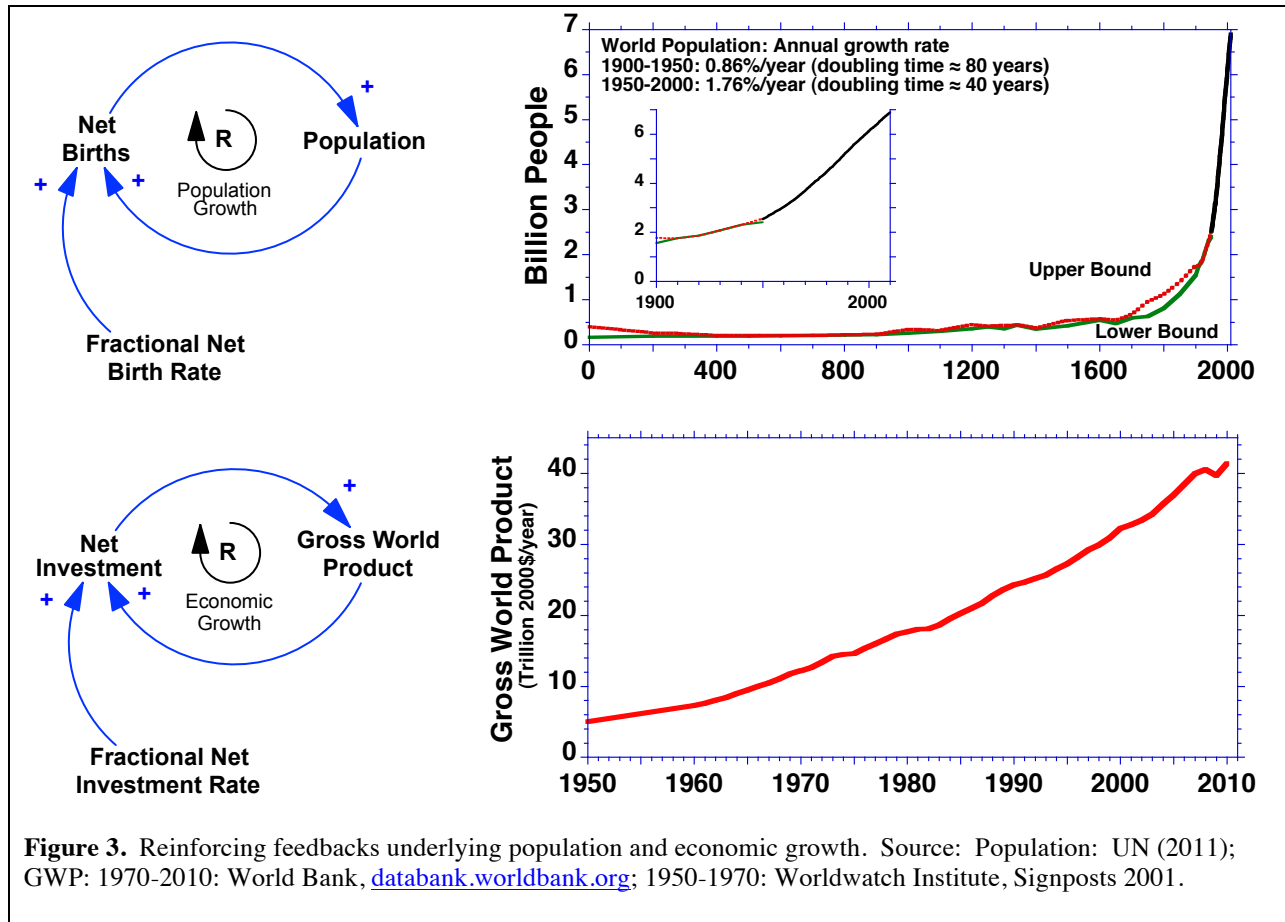 Net
Births
+
+
+
R
Population
Growth
Population
Fractional Net
Birth Rate
Billion People
7
6
5
4
3
2
1
0
World Population: Annual growth rate
1900-1950: 0.86%/year (doubling time ≈ 80 years)
1950-2000: 1.76%/year (doubling time ≈ 40 years)
6
4
2
0
1900
2000
Upper Bound
Lower Bound
0
400
800
1200
1600
2000
Net
Investment
+
+
+
R
Economic
Growth
Gross World
Product
Fractional Net
Investment Rate
Gross World Product
(Trillion 2000$/year)
40
30
20
10
0
1950
1960
1970
1980
1990
2000
2010
Figure 3. Reinforcing feedbacks underlying population and economic growth. Source: Population: UN (2011);
GWP: 1970-2010: World Bank, databank.worldbank.org; 1950-1970: Worldwatch Institute, Signposts 2001.